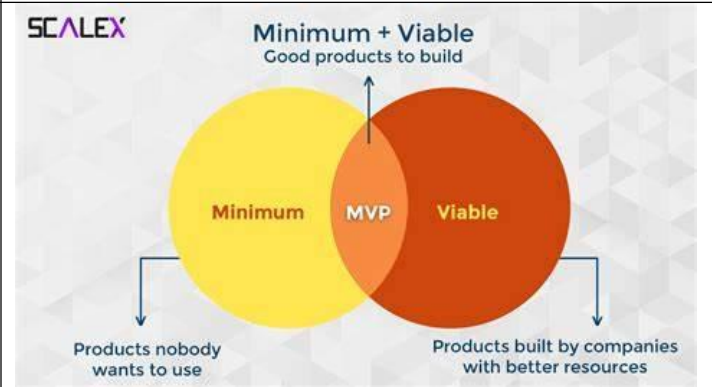 SCALEX
Minimum + Viable
Good products to build
Minimum
MVP
Viable
Products nobody
wants to use
Products built by companies
with better resources